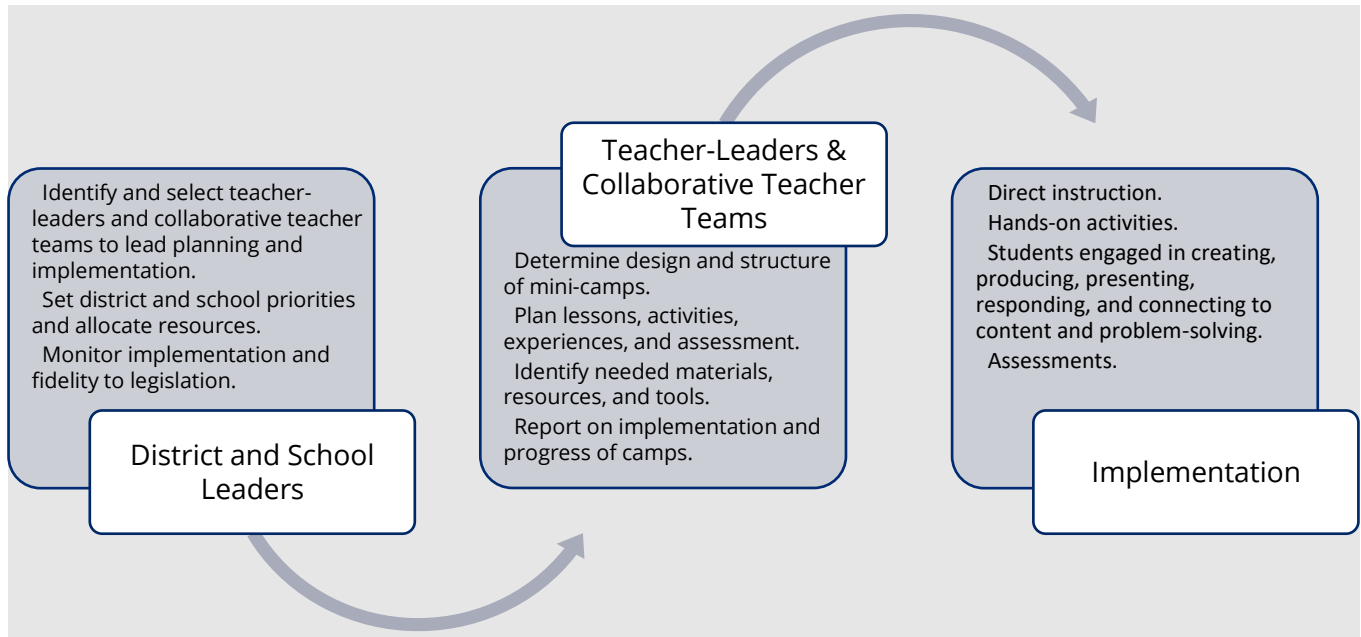 Identify and select teacher-
leaders and collaborative teacher
teams to lead planning and
implementation.
Set district and school priorities
and allocate resources.
Monitor implementation and
fidelity to legislation.
District and School
Leaders
Teacher-Leaders &
Collaborative Teacher
Teams
Determine design and structure
of mini-camps.
Plan lessons, activities,
experiences, and assessment.
Identify needed materials,
resources, and tools.
Report on implementation and
progress of camps.
Direct instruction.
Hands-on activities.
Students engaged in creating,
producing, presenting,
responding, and connecting to
content and problem-solving.
Assessments.
Implementation